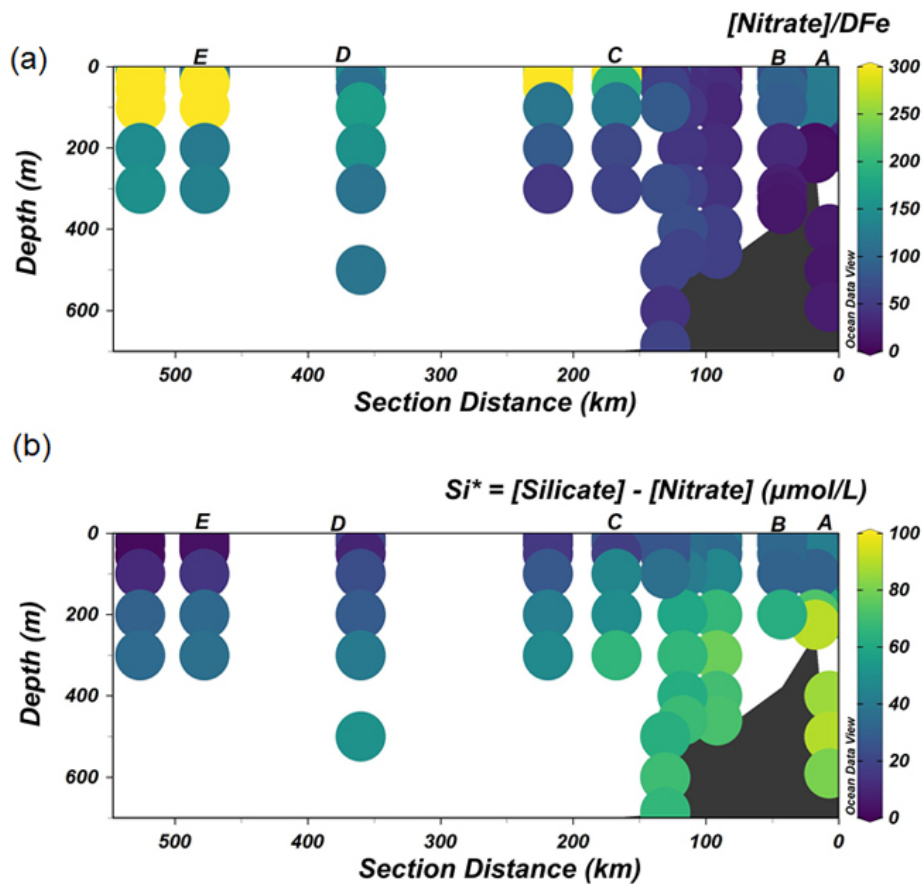 [Nitrate]/DFe
(a)
E D C B A
0 300
200 250
400 200
600 150
100
50
0
Depth (m)
Ocean Data View
500 400 300 200 100 0
Section Distance (km)
(b)
Si* = [Silicate] - [Nitrate] (μmol/L)
E D C B A
0 100
200 80
400 60
600 40
20
0
Depth (m)
Ocean Data View
500 400 300 200 100 0
Section Distance (km)